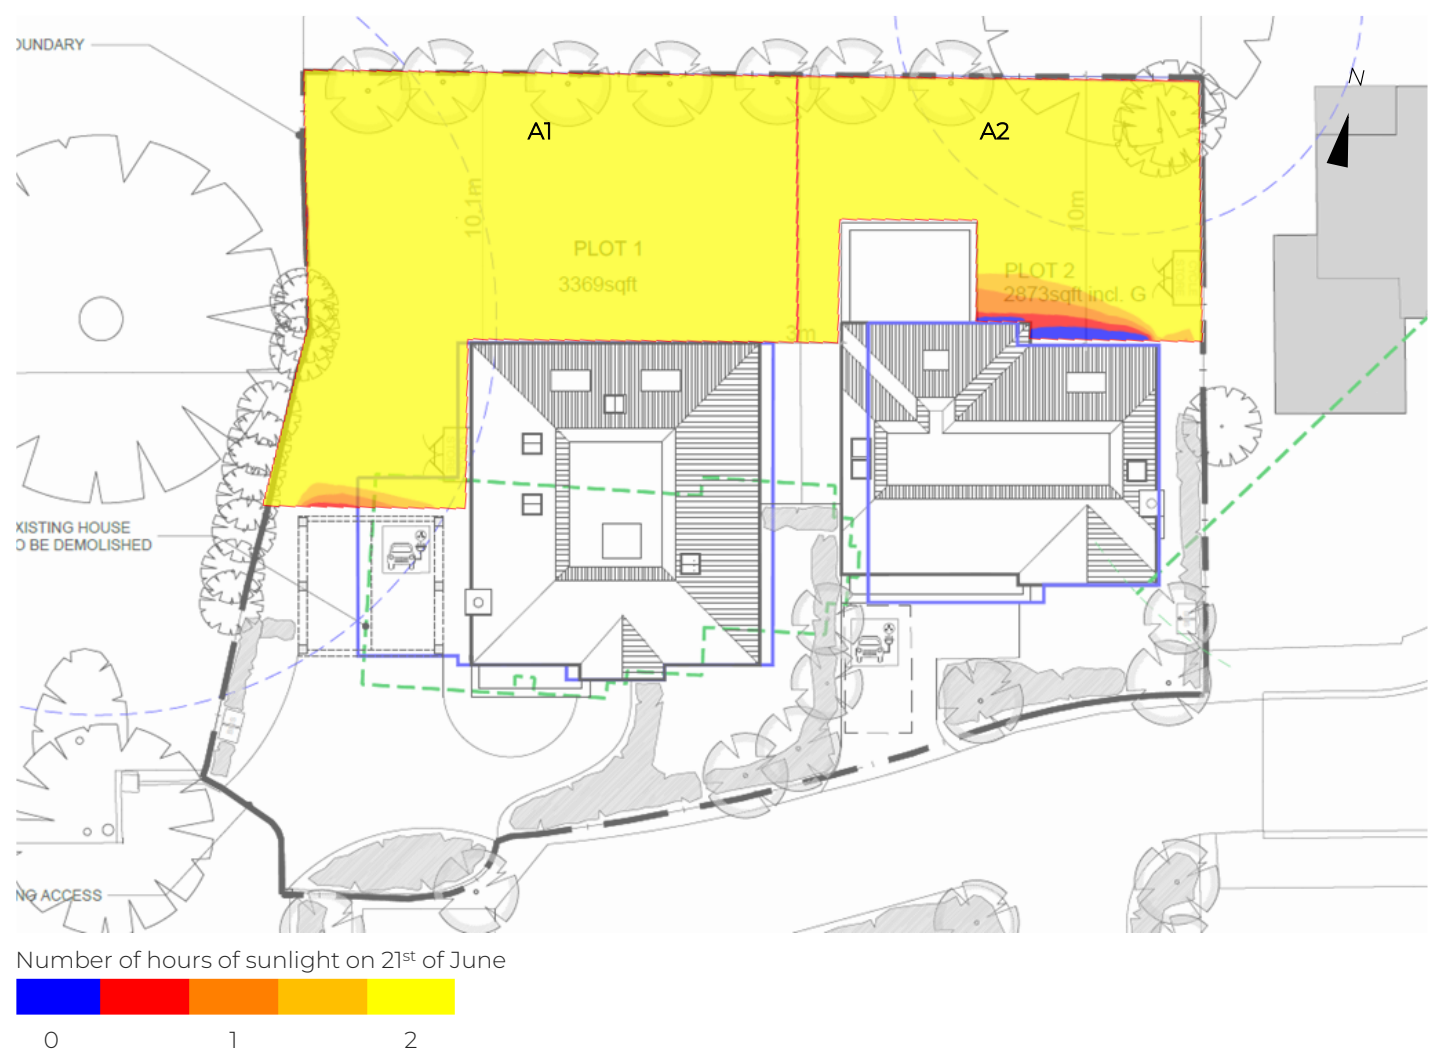 OUNDARY
N
A1
A2
10.1m
10m
PLOT 1
3369sqft
PLOT 2
2873sqft incl. G
3m
XISTING HOUSE
O BE DEMOLISHED
NG ACCESS
Number of hours of sunlight on 21st of June
0
1
2